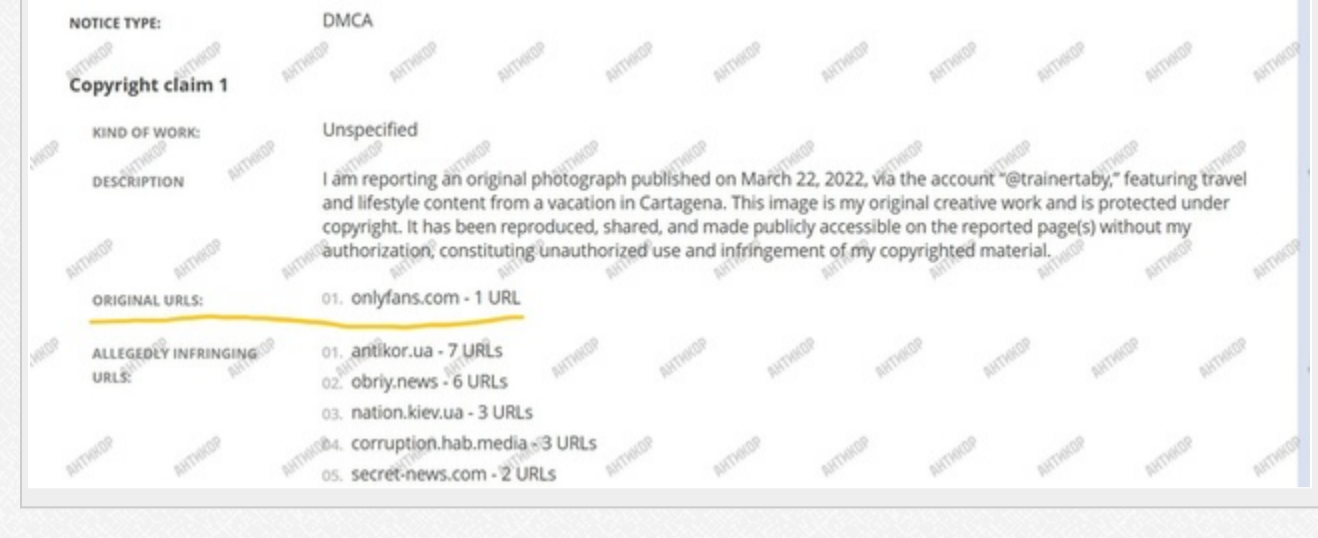 NOTICE TYPE: DMCA
Copyright claim 1
KIND OF WORK: Unspecified
DESCRIPTION I am reporting an original photograph published on March 22, 2022, via the account "@trainertaby," featuring travel
and lifestyle content from a vacation in Cartagena. This image is my original creative work and is protected under
copyright. It has been reproduced, shared, and made publicly accessible on the reported page(s) without my
authorization, constituting unauthorized use and infringement of my copyrighted material.
ORIGINAL URLS: 01. onlyfans.com - 1 URL
ALLEGEDLY INFRINGING 01. antikor.ua - 7 URLs
URLS: 02. obriy.news - 6 URLs
03. nation.kiev.ua - 3 URLs
04. corruption.hab.media - 3 URLs
05. secret-news.com - 2 URLs
АНТИКОР